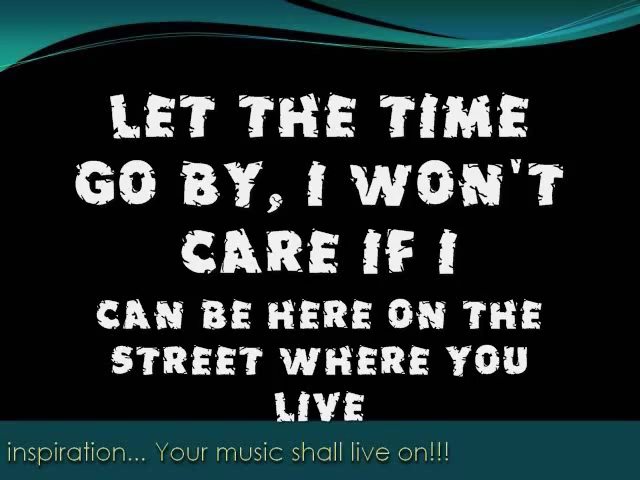 LET THE TIME
GO BY, I WON'T
CARE IF I
CAN BE HERE ON THE
STREET WHERE YOU
LIVE
inspiration... Your music shall live on!!!